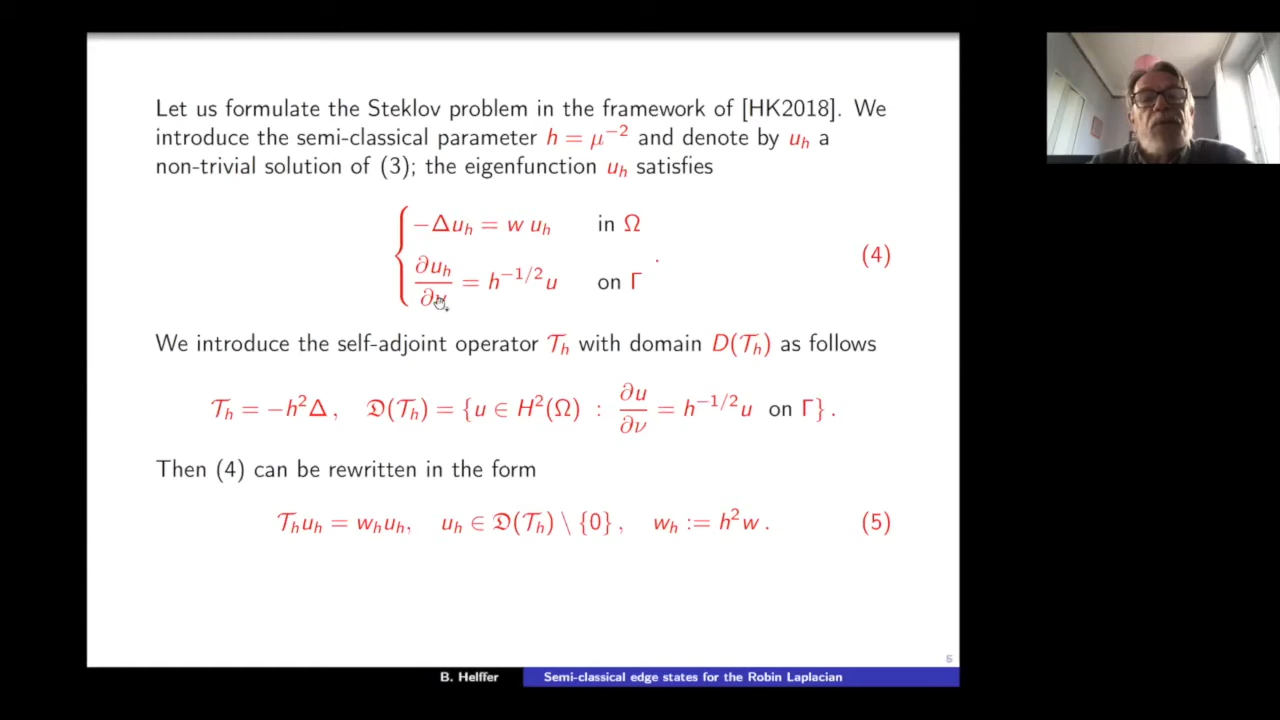 Let us formulate the Steklov problem in the framework of [HK2018]. We
introduce the semi-classical parameter h = μ⁻² and denote by u_h a
non-trivial solution of (3); the eigenfunction u_h satisfies
−Δu_h = w u_h in Ω
∂u_h/∂ν = h^{−1/2}u on Γ . (4)
We introduce the self-adjoint operator 𝒯_h with domain D(𝒯_h) as follows
𝒯_h = −h²Δ , 𝔇(𝒯_h) = {u ∈ H²(Ω) : ∂u/∂ν = h^{−1/2}u on Γ} .
Then (4) can be rewritten in the form
𝒯_h u_h = w_h u_h, u_h ∈ 𝔇(𝒯_h) \ {0} , w_h := h²w . (5)
5
B. Helffer Semi-classical edge states for the Robin Laplacian